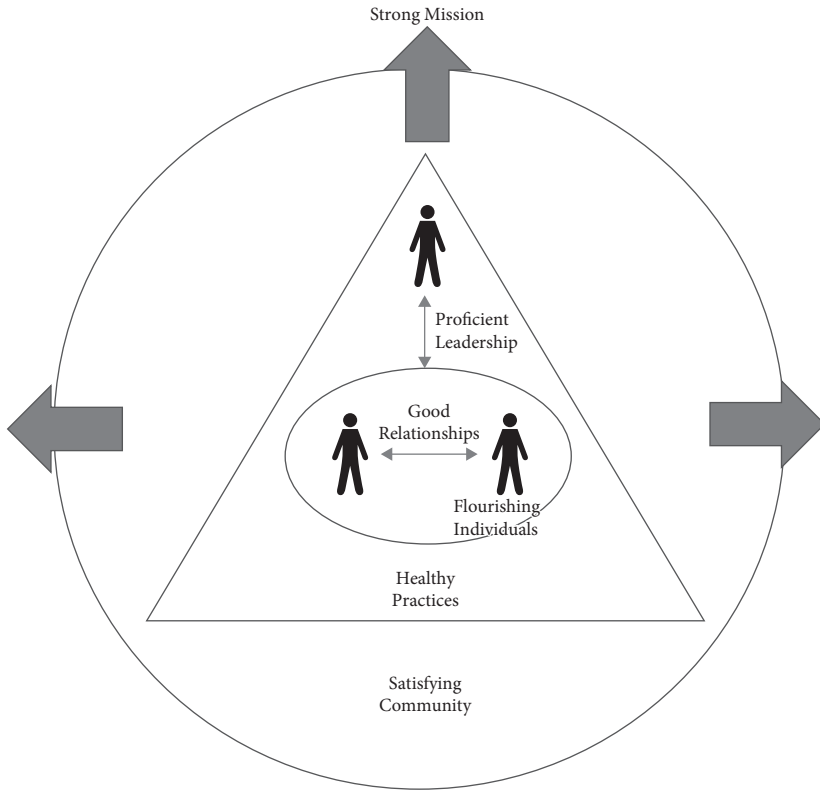 Strong Mission
Proficient
Leadership
Good
Relationships
Flourishing
Individuals
Healthy
Practices
Satisfying
Community